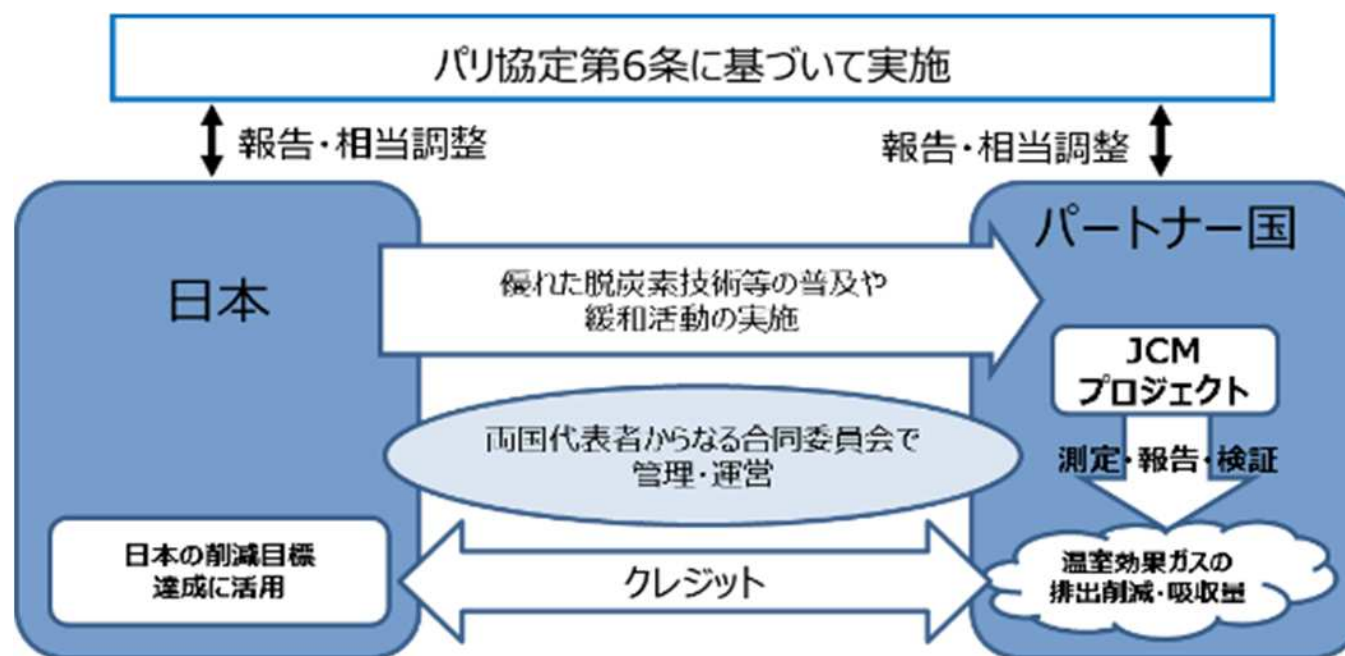 パリ協定第6条に基づいて実施
報告・相当調整
報告・相当調整
日本
パートナー国
優れた脱炭素技術等の普及や
緩和活動の実施
JCM
プロジェクト
両国代表者からなる合同委員会で
管理・運営
測定・報告・検証
日本の削減目標
達成に活用
クレジット
温室効果ガスの
排出削減・吸収量